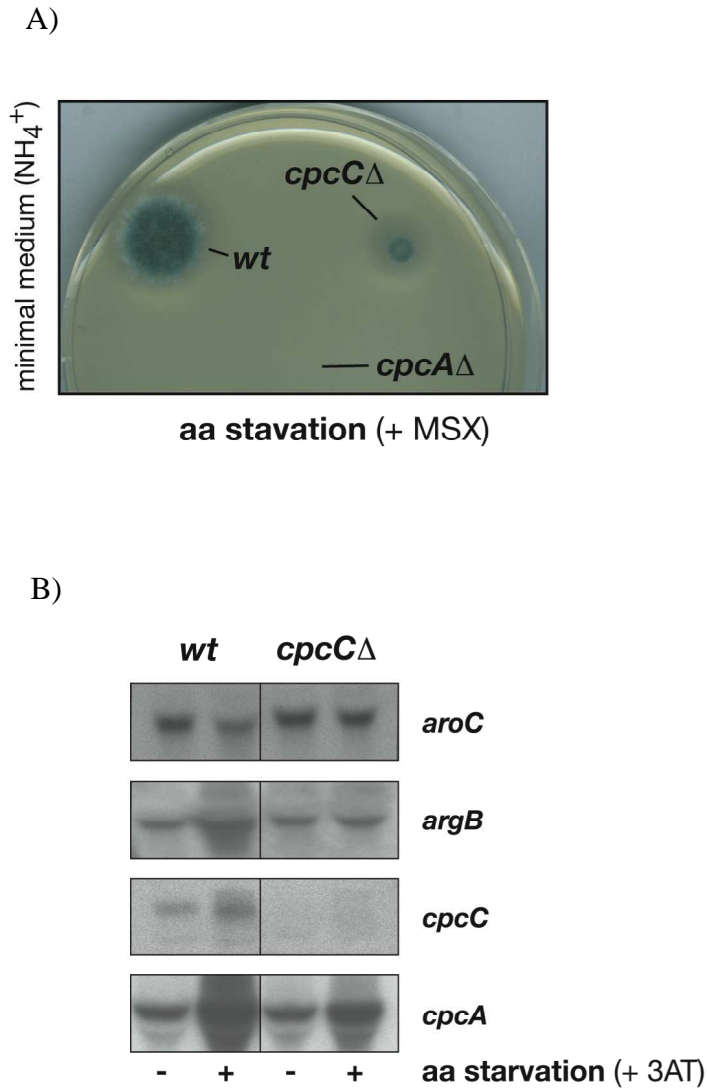 A)
minimal medium (NH4+)
cpcCΔ
wt
cpcAΔ
aa stavation (+ MSX)
B)
wt cpcCΔ
aroC
argB
cpcC
cpcA
- + - + aa starvation (+ 3AT)